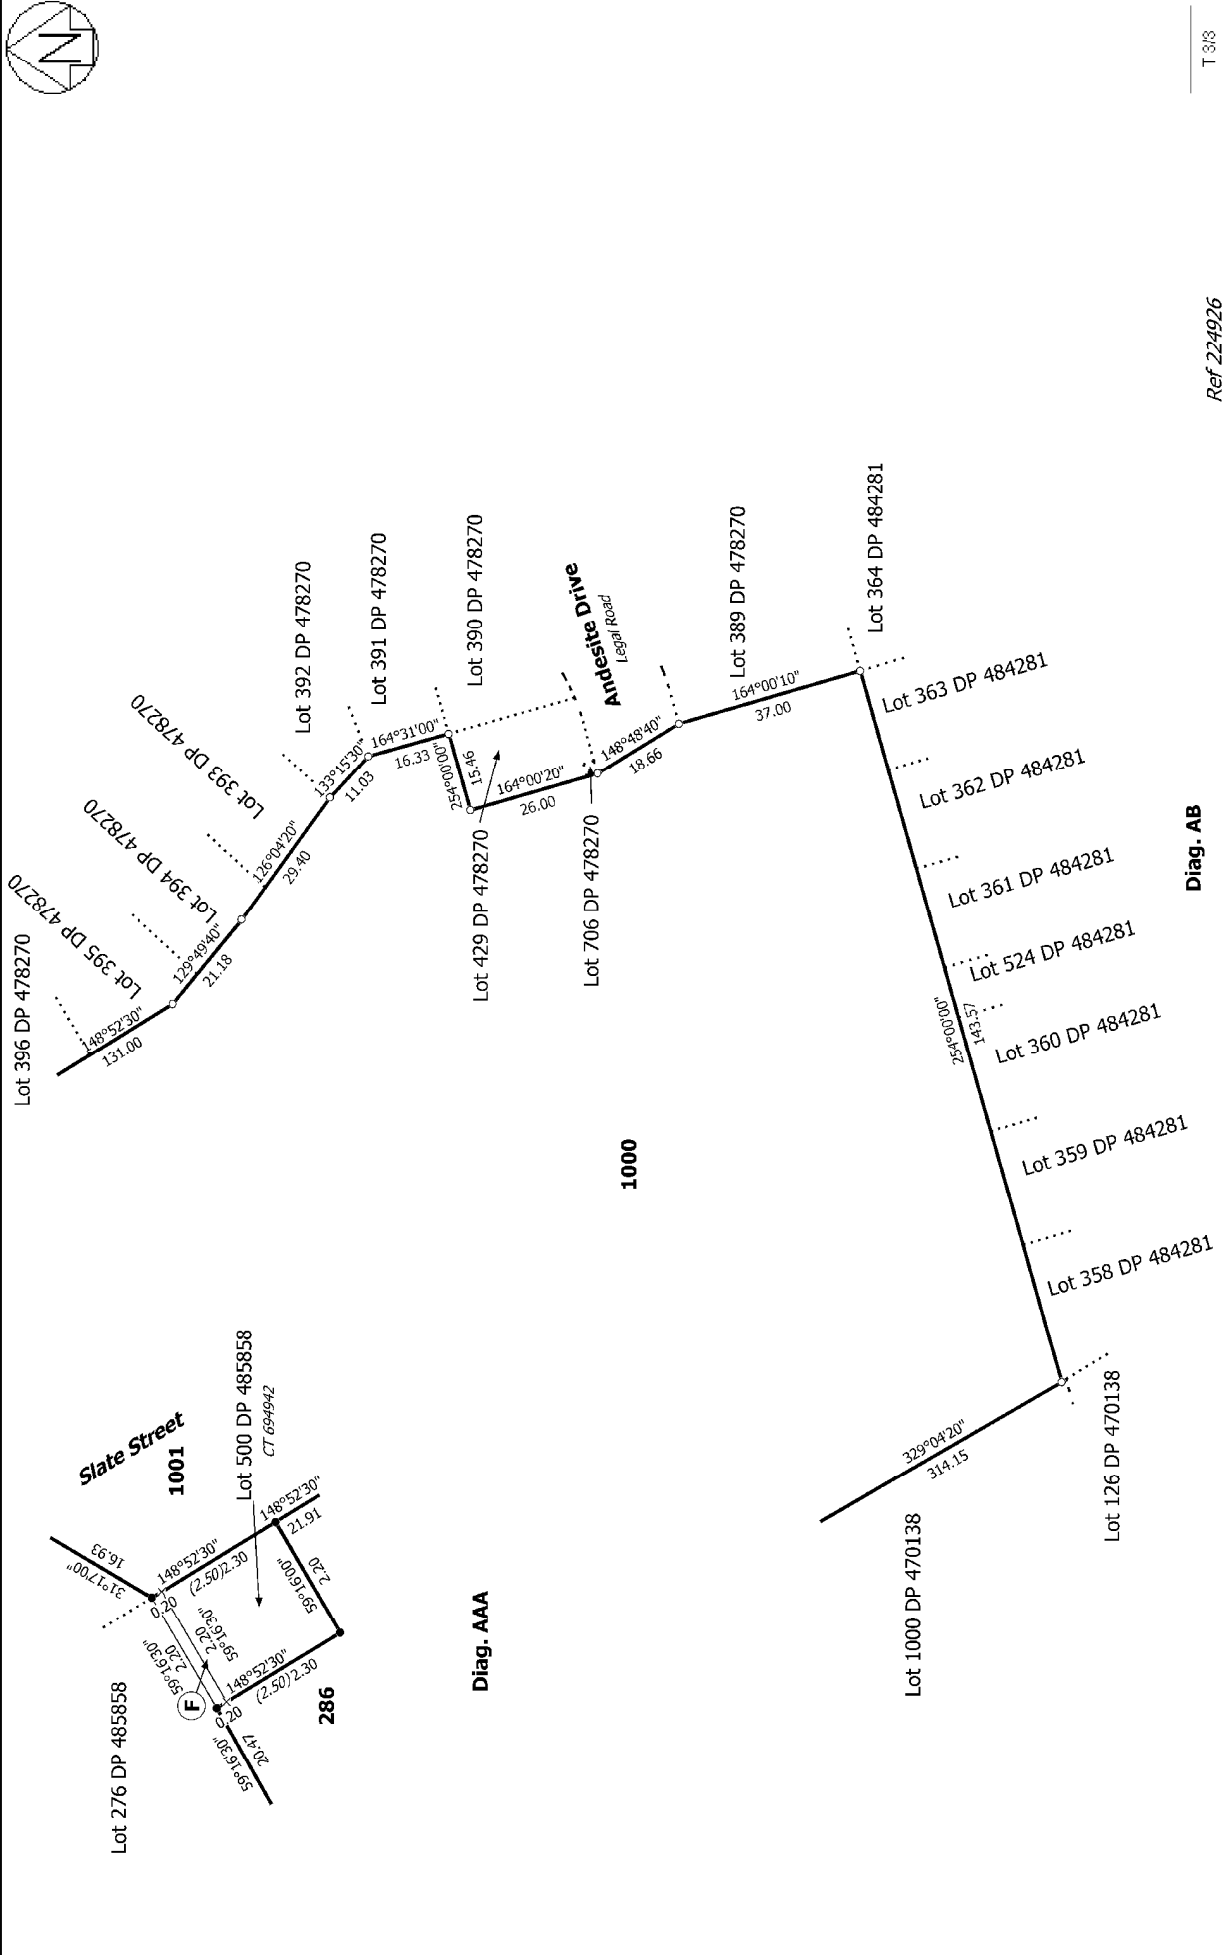 N
T 3/3
Lot 396 DP 478270
Lot 395 DP 478270
Lot 394 DP 478270
Lot 393 DP 478270
Lot 392 DP 478270
Lot 391 DP 478270
Lot 390 DP 478270
148°52'30"
131.00
129°49'40"
21.18
126°04'20"
29.40
133°15'30"
11.03
164°31'00"
16.33
254°00'00"
15.46
164°00'20"
26.00
Lot 429 DP 478270
Lot 706 DP 478270
Andesite Drive
Legal Road
148°48'40"
18.66
Lot 389 DP 478270
164°00'10"
37.00
Lot 364 DP 484281
Lot 363 DP 484281
Lot 362 DP 484281
Lot 361 DP 484281
Lot 524 DP 484281
254°00'00"
143.57
Lot 360 DP 484281
Lot 359 DP 484281
Lot 358 DP 484281
1000
Lot 126 DP 470138
329°04'20"
314.15
Lot 1000 DP 470138
Diag. AB
Ref 224926
Slate Street
1001
Lot 500 DP 485858
CT 694942
16.93
31°17'00"
148°52'30"
(2.50)2.30
0.20
148°52'30"
21.91
59°16'00"
2.20
59°16'30"
2.20
2.20
59°16'30"
F
148°52'30"
(2.50)2.30
0.20
59°16'30"
20.47
286
Lot 276 DP 485858
Diag. AAA